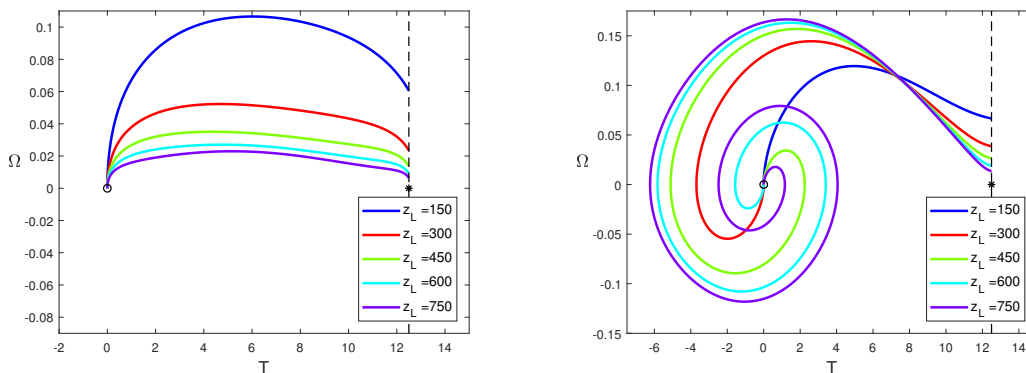 0.1
0.08
0.06
0.04
0.02
0
-0.02
-0.04
-0.06
-0.08
Ω
-2 0 2 4 6 8 10 12 14
T
z_L =150
z_L =300
z_L =450
z_L =600
z_L =750
0.15
0.1
0.05
0
-0.05
-0.1
-0.15
Ω
-6 -4 -2 0 2 4 6 8 10 12 14
T
z_L =150
z_L =300
z_L =450
z_L =600
z_L =750